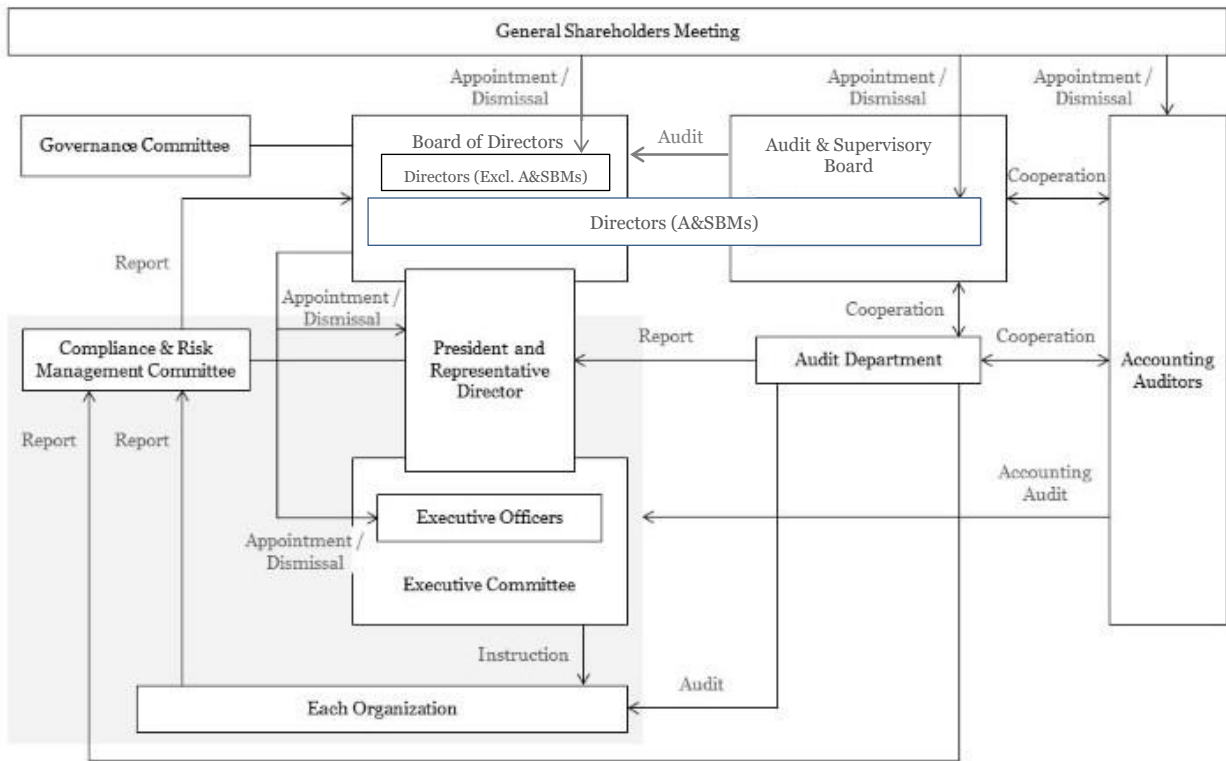 General Shareholders Meeting
Appointment /
Dismissal
Appointment /
Dismissal
Appointment /
Dismissal
Governance Committee
Board of Directors
Audit
Audit & Supervisory
Board
Directors (Excl. A&SBMs)
Cooperation
Directors (A&SBMs)
Report
Appointment /
Dismissal
Cooperation
Compliance & Risk
Management Committee
President and
Representative
Director
Report
Audit Department
Cooperation
Accounting
Auditors
Report
Report
Accounting
Audit
Executive Officers
Appointment /
Dismissal
Executive Committee
Instruction
Audit
Each Organization